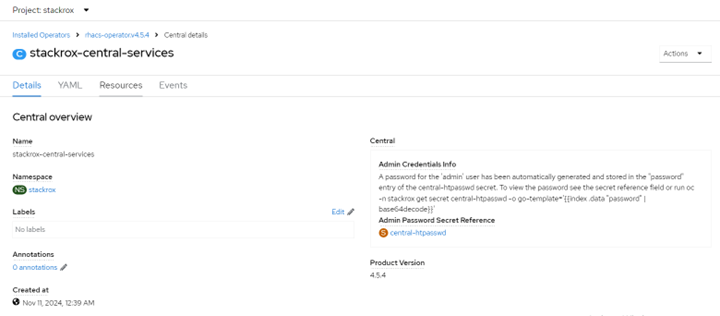 Project: stackrox
Installed Operators > rhacs-operator.v4.5.4 > Central details
C stackrox-central-services
Actions
Details YAML Resources Events
Central overview
Name
stackrox-central-services
Namespace
NS stackrox
Labels
Edit
No labels
Annotations
0 annotations
Created at
Nov 11, 2024, 12:39 AM
Central
Admin Credentials Info
A password for the 'admin' user has been automatically generated and stored in the "password"
entry of the central-htpasswd secret. To view the password see the secret reference field or run oc
-n stackrox get secret central-htpasswd -o go-template='{{index .data "password" |
base64decode}}'
Admin Password Secret Reference
S central-htpasswd
Product Version
4.5.4